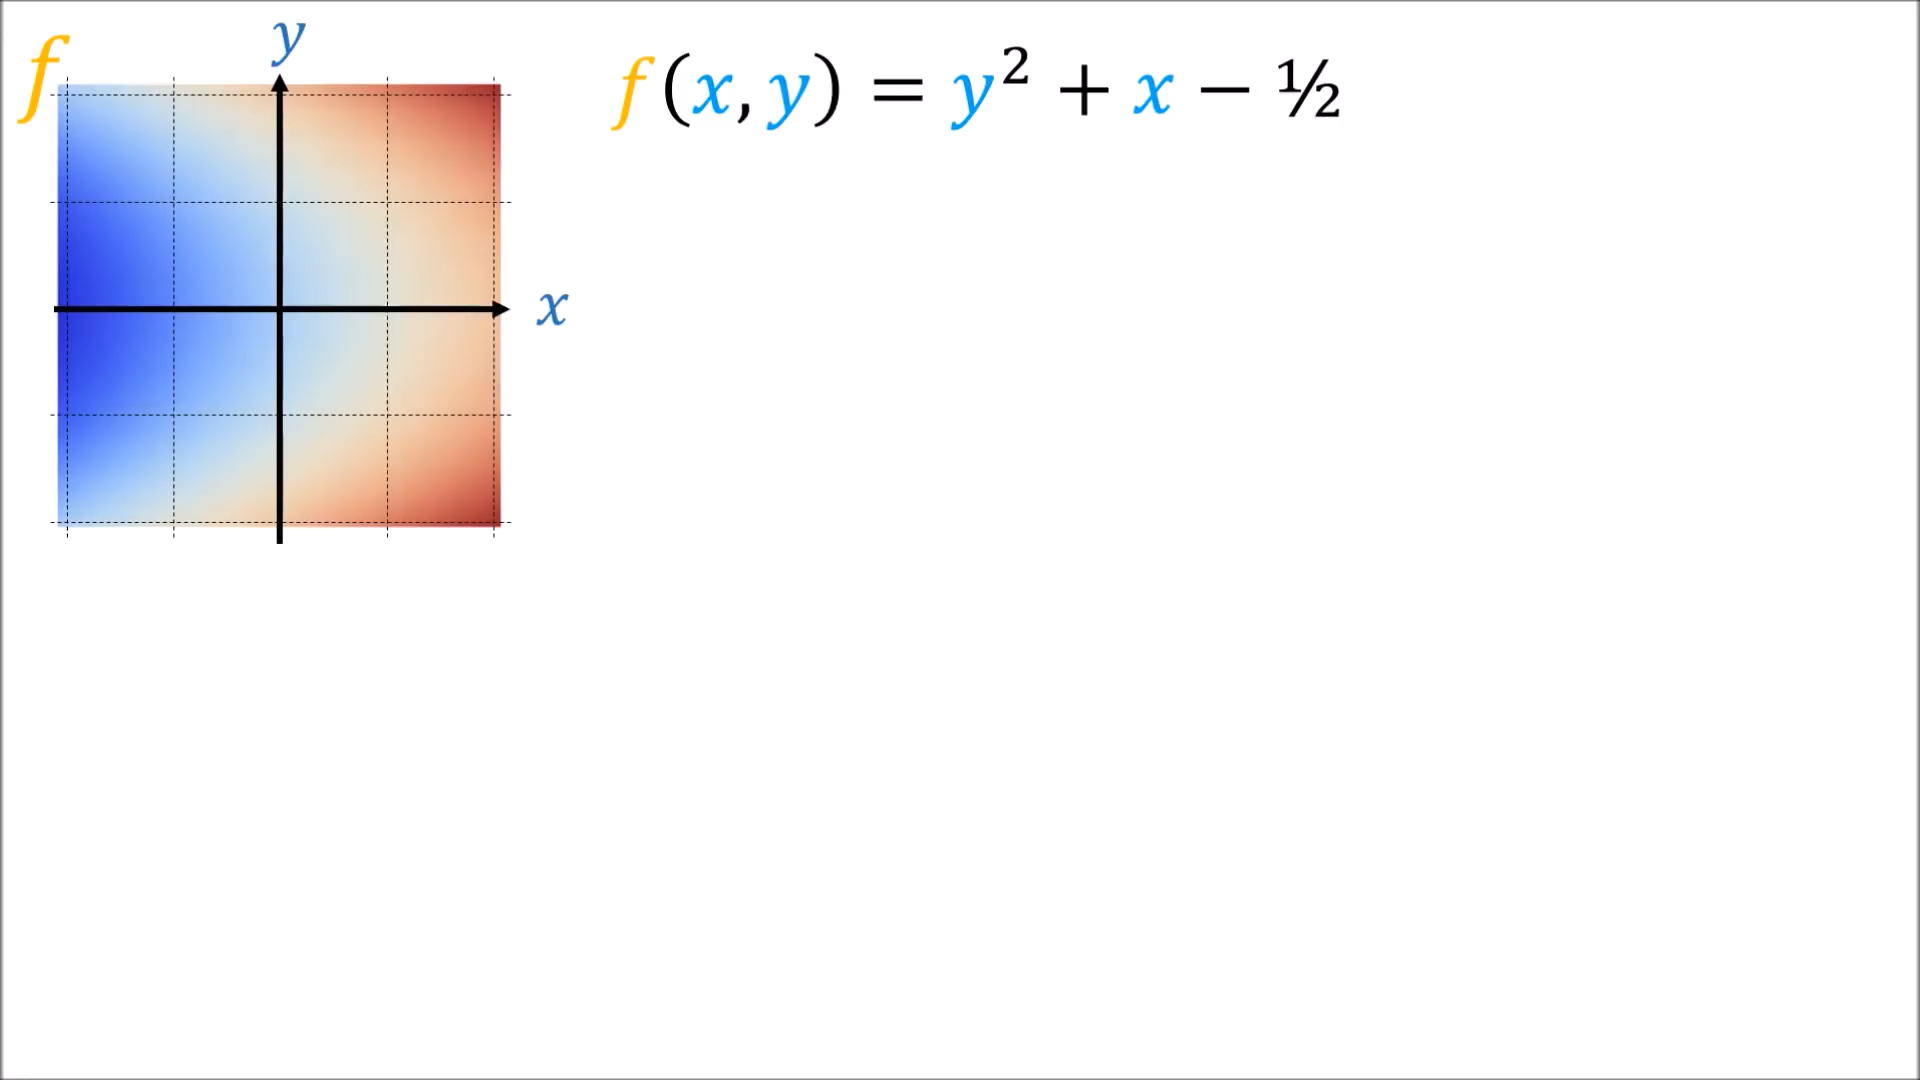 f
y
x
f(x, y) = y² + x − ½